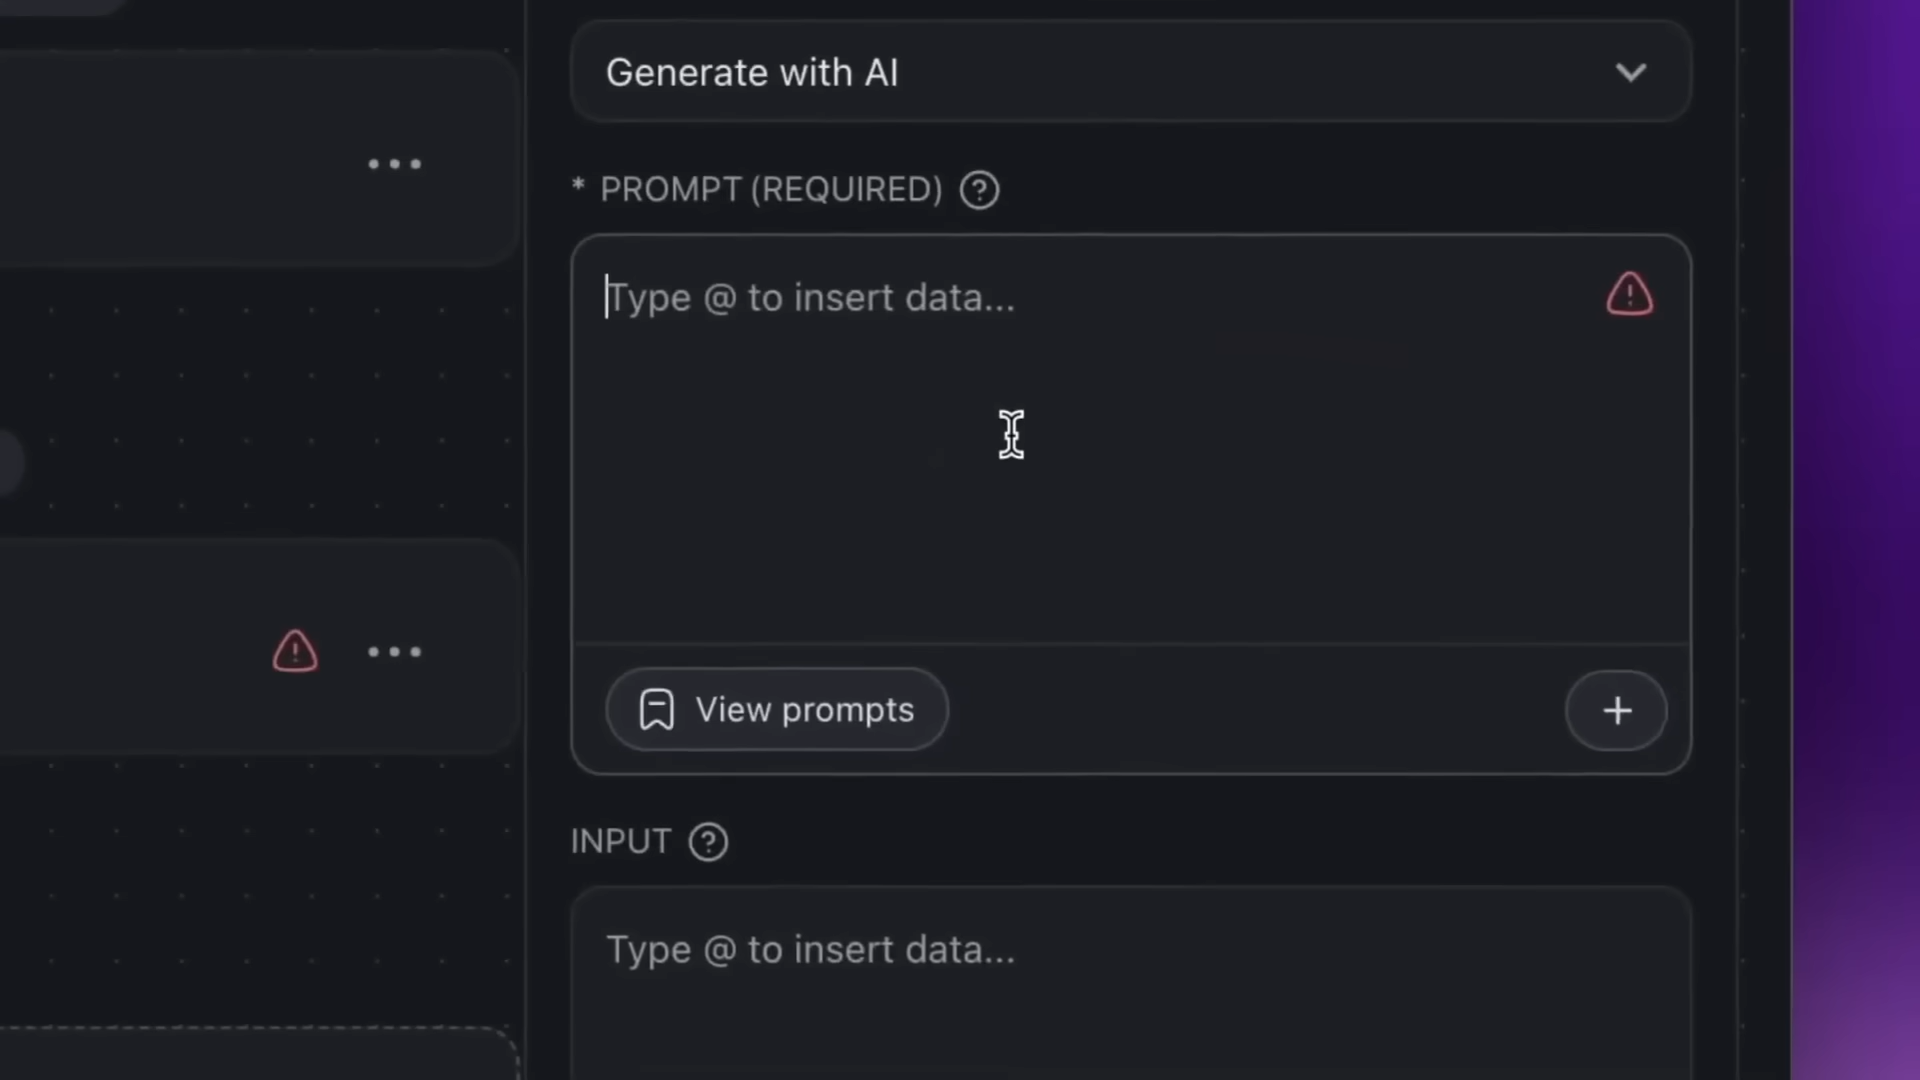 Generate with AI
* PROMPT (REQUIRED)
Type @ to insert data...
View prompts
INPUT
Type @ to insert data...